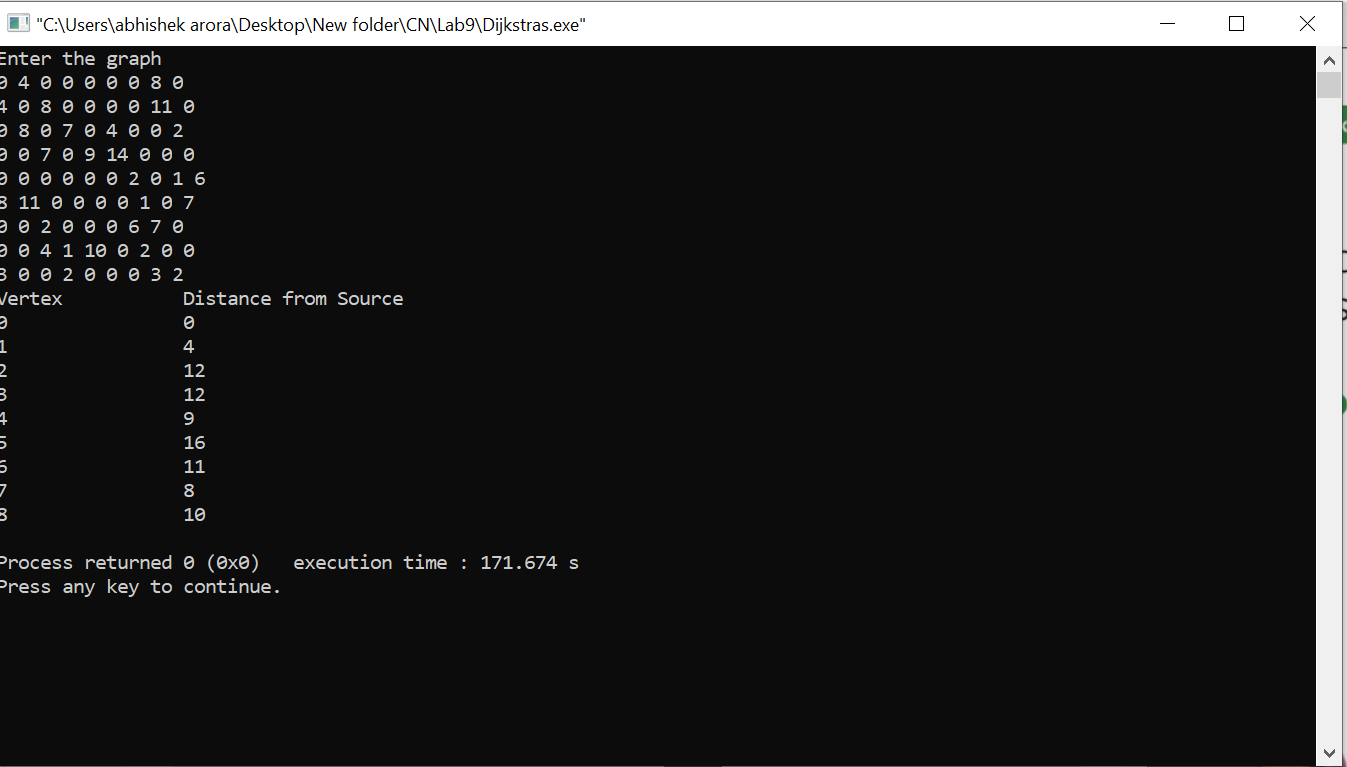 "C:\Users\abhishek arora\Desktop\New folder\CN\Lab9\Dijkstras.exe"
Enter the graph
0 4 0 0 0 0 0 8 0
4 0 8 0 0 0 0 11 0
0 8 0 7 0 4 0 0 2
0 0 7 0 9 14 0 0 0
0 0 0 0 0 0 2 0 1 6
8 11 0 0 0 0 1 0 7
0 0 2 0 0 0 6 7 0
0 0 4 1 10 0 2 0 0
3 0 0 2 0 0 0 3 2
Vertex Distance from Source
0 0
1 4
2 12
3 12
4 9
5 16
6 11
7 8
8 10
Process returned 0 (0x0) execution time : 171.674 s
Press any key to continue.